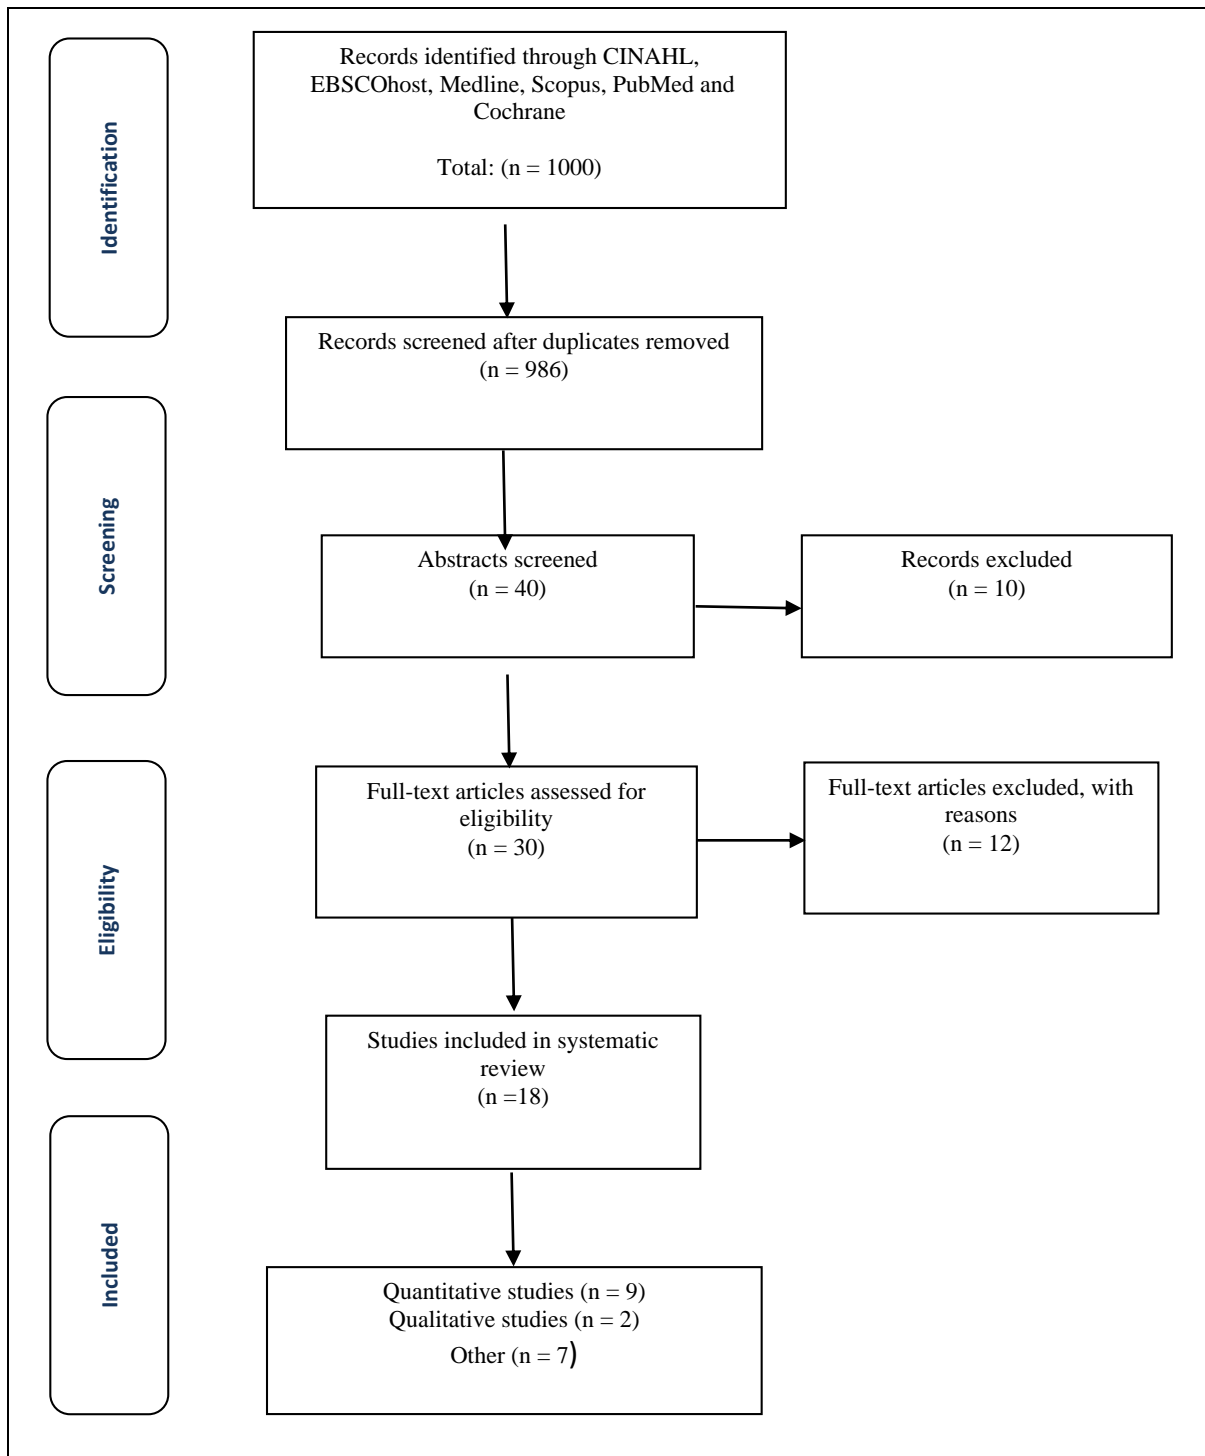 Identification
Records identified through CINAHL,
EBSCOhost, Medline, Scopus, PubMed and
Cochrane
Total: (n = 1000)
Records screened after duplicates removed
(n = 986)
Screening
Abstracts screened
(n = 40)
Records excluded
(n = 10)
Eligibility
Full-text articles assessed for
eligibility
(n = 30)
Full-text articles excluded, with
reasons
(n = 12)
Studies included in systematic
review
(n =18)
Included
Quantitative studies (n = 9)
Qualitative studies (n = 2)
Other (n = 7)